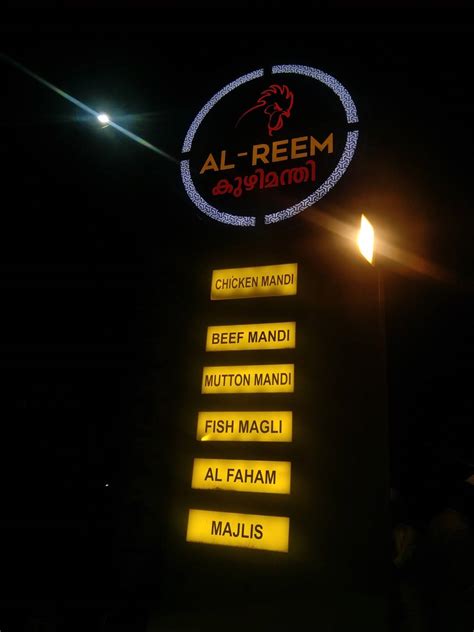 AL-REEM
കുഴിമന്തി
CHICKEN MANDI
BEEF MANDI
MUTTON MANDI
FISH MAGLI
AL FAHAM
MAJLIS